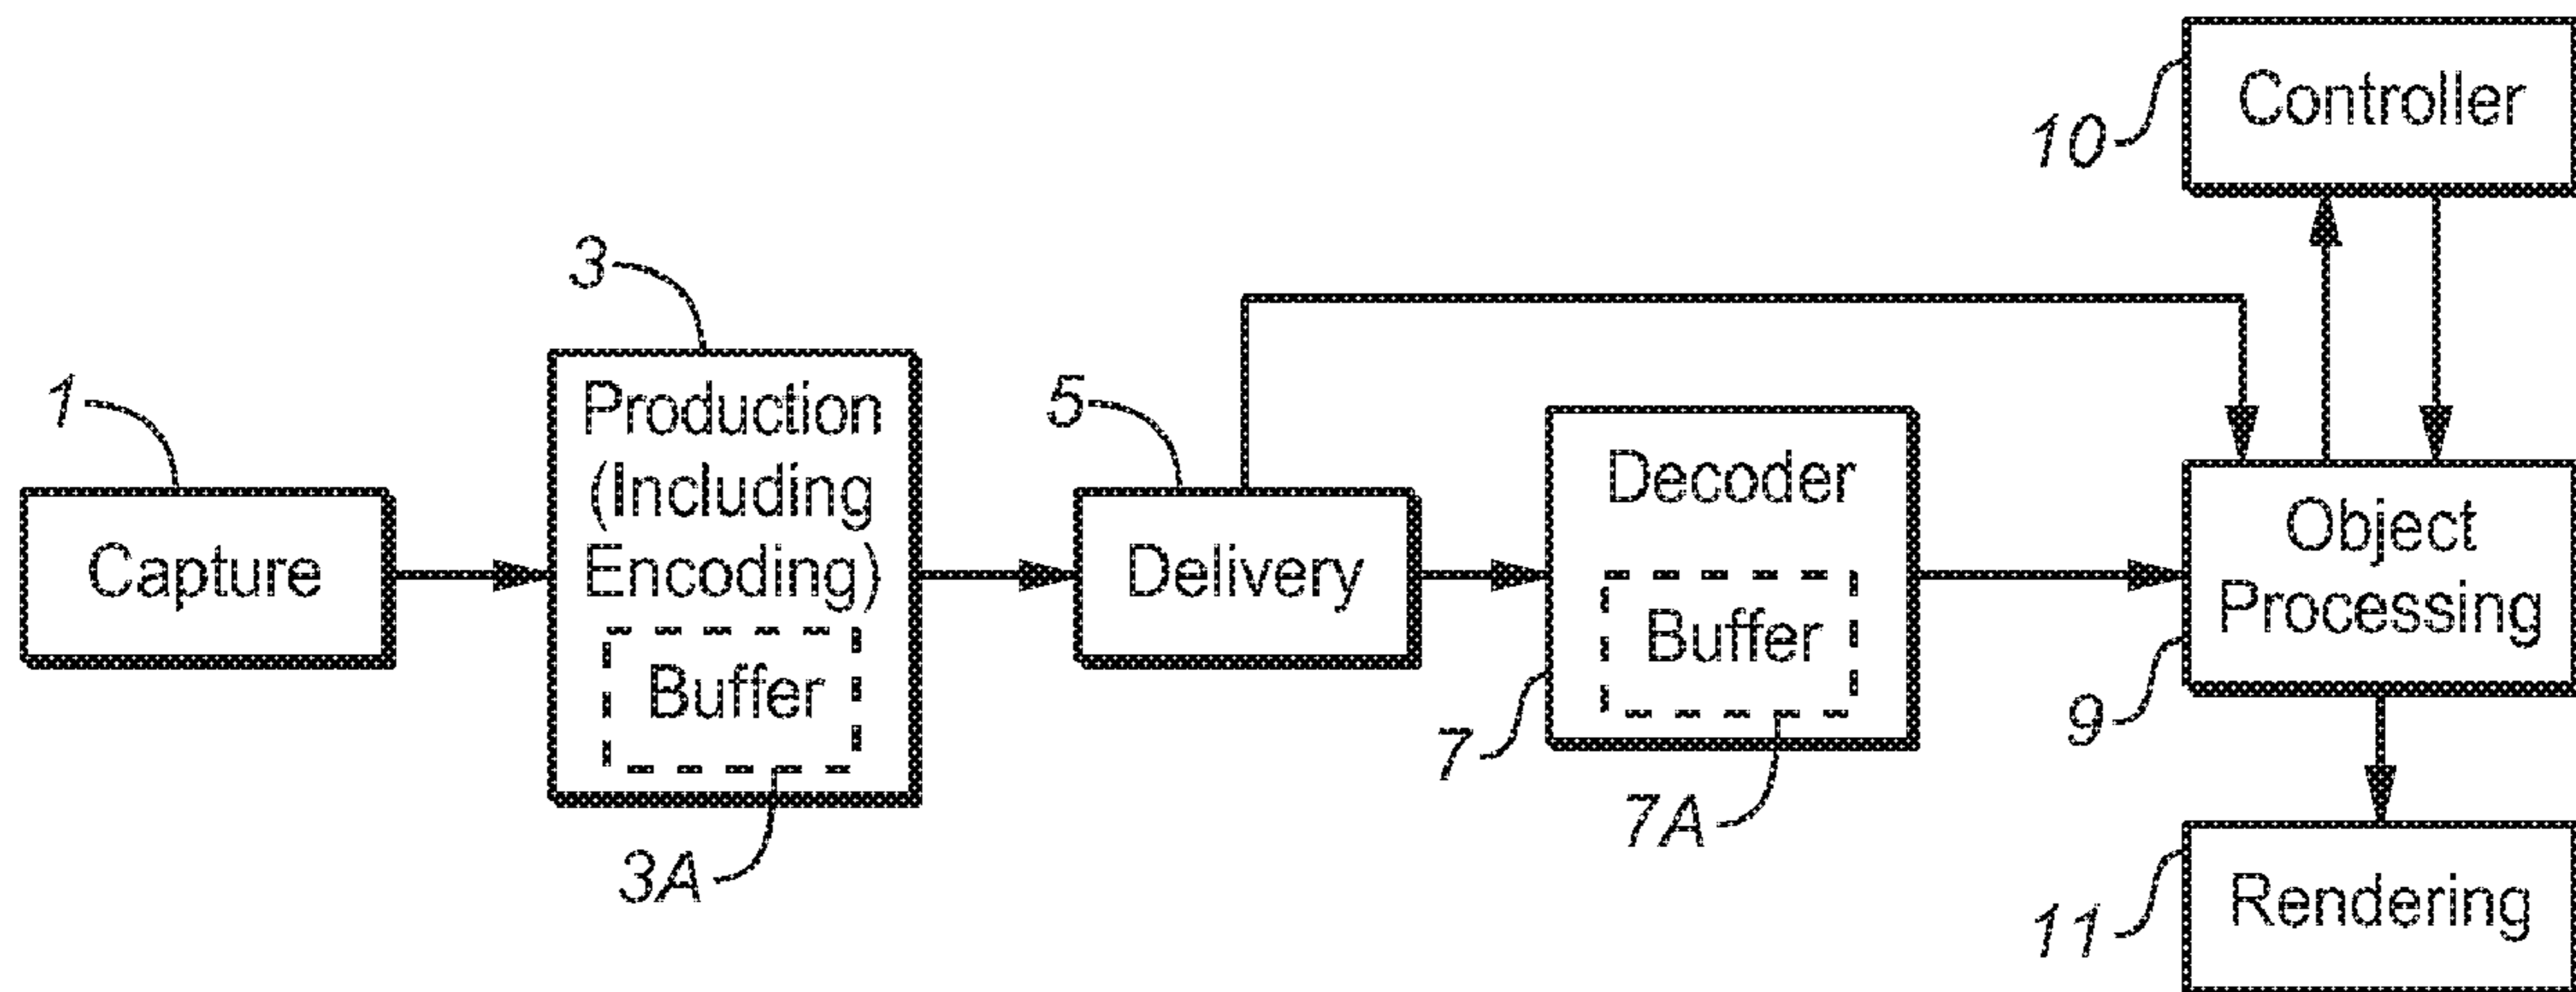 10
Controller
3
1
Production
(Including
Encoding)
5
Decoder
Object
Processing
Capture
Delivery
Buffer
Buffer
7
9
7A
3A
11
Rendering